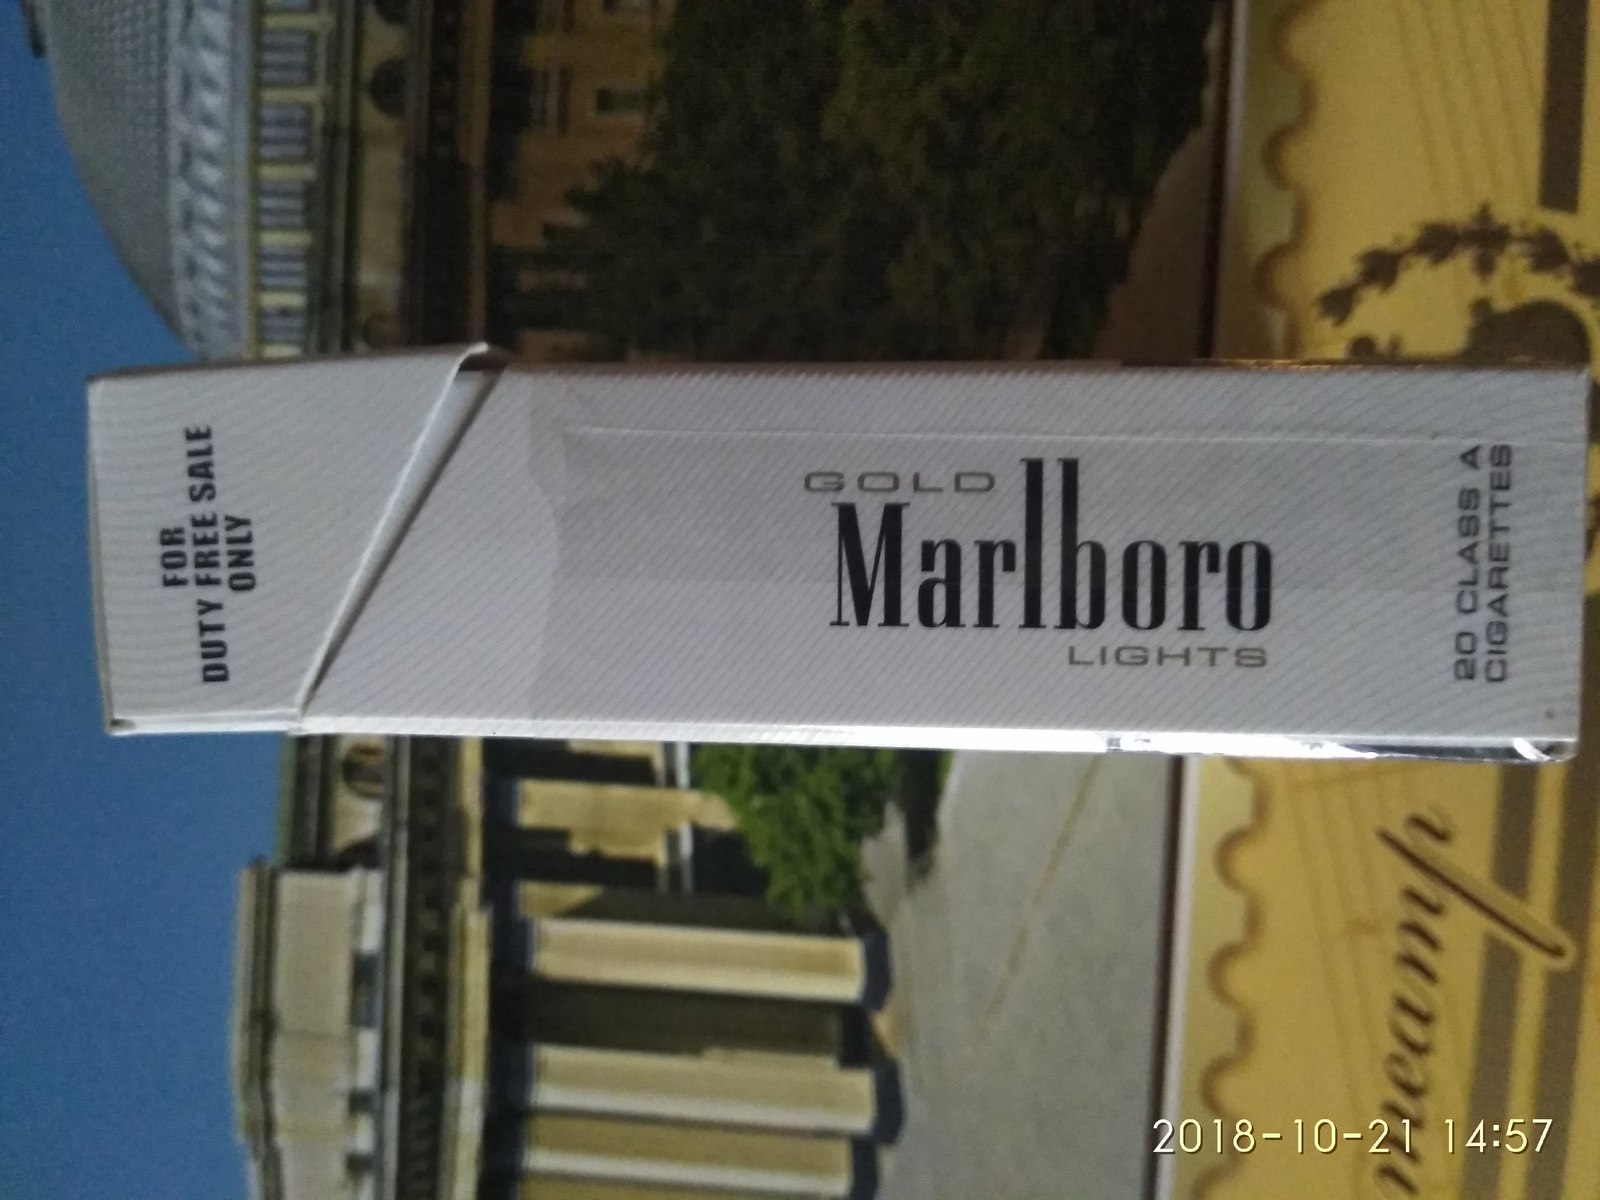 FOR
DUTY FREE SALE
ONLY
GOLD
Marlboro
LIGHTS
20 CLASS A
CIGARETTES
2018-10-21 14:57